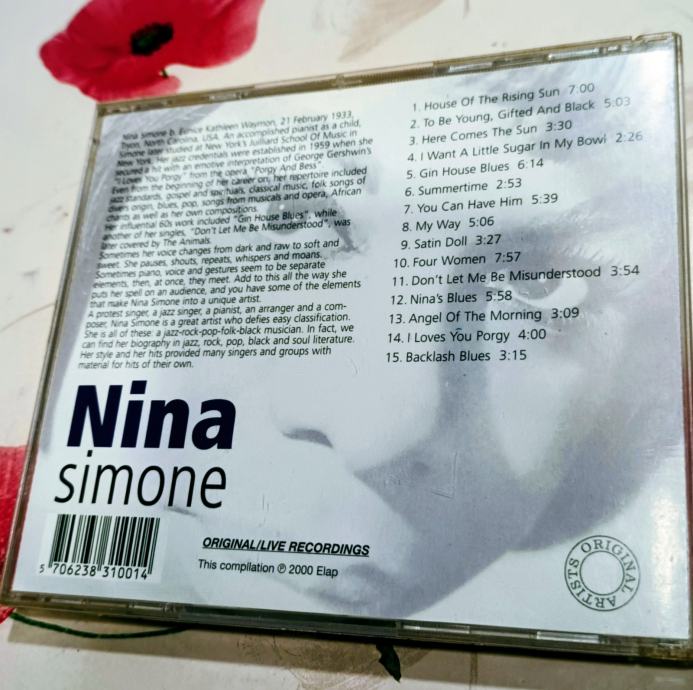 Nina Simone b. Eunice Kathleen Waymon, 21 February 1933,
Tryon, North Carolina, USA. An accomplished pianist as a child,
Simone later studied at New York's Julliard School Of Music in
New York. Her jazz credentials were established in 1959 when she
secured a hit with an emotive interpretation of George Gershwin's
"I Loves You Porgy" from the opera "Porgy And Bess".
Even from the beginning of her career on, her repertoire included
jazz standards, gospel and spirituals, classical music, folk songs of
divers origin, blues, pop, songs from musicals and opera, African
chants as well as her own compositions.
Her influential 60s work included "Gin House Blues", while
another of her singles, "Don't Let Me Be Misunderstood", was
later covered by The Animals.
Sometimes her voice changes from dark and raw to soft and
sweet. She pauses, shouts, repeats, whispers and moans.
Sometimes piano, voice and gestures seem to be separate
elements, then, at once, they meet. Add to this all the way she
puts her spell on an audience, and you have some of the elements
that make Nina Simone into a unique artist.
A protest singer, a jazz singer, a pianist, an arranger and a com-
poser, Nina Simone is a great artist who defies easy classification.
She is all of these: a jazz-rock-pop-folk-black musician. In fact, we
can find her biography in jazz, rock, pop, black and soul literature.
Her style and her hits provided many singers and groups with
material for hits of their own.
1. House Of The Rising Sun 7:00
2. To Be Young, Gifted And Black 5:03
3. Here Comes The Sun 3:30
4. I Want A Little Sugar In My Bowl 2:26
5. Gin House Blues 6:14
6. Summertime 2:53
7. You Can Have Him 5:39
8. My Way 5:06
9. Satin Doll 3:27
10. Four Women 7:57
11. Don't Let Me Be Misunderstood 3:54
12. Nina's Blues 5:58
13. Angel Of The Morning 3:09
14. I Loves You Porgy 4:00
15. Backlash Blues 3:15
Nina
simone
5 706238 310014
ORIGINAL/LIVE RECORDINGS
This compilation ℗ 2000 Elap
ORIGINAL ARTISTS